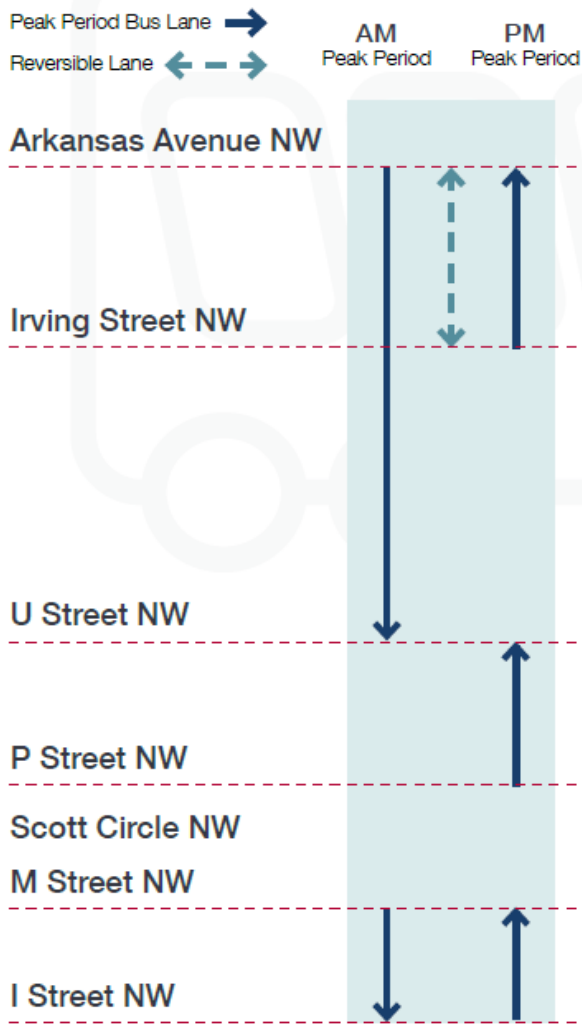 Peak Period Bus Lane
Reversible Lane
AM
Peak Period
PM
Peak Period
Arkansas Avenue NW
Irving Street NW
U Street NW
P Street NW
Scott Circle NW
M Street NW
I Street NW